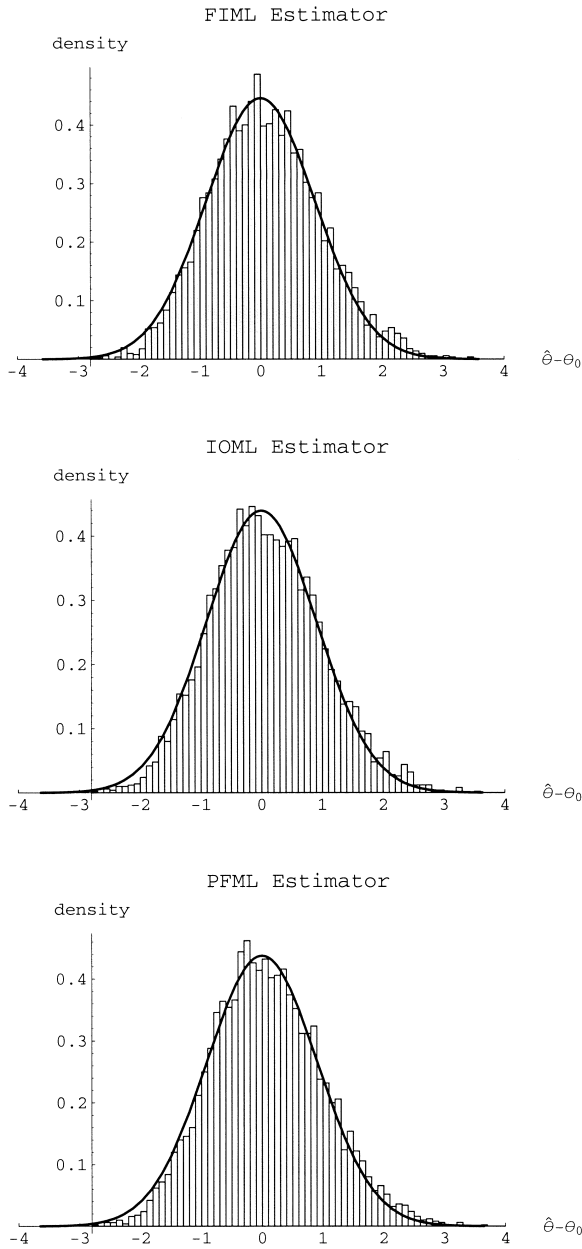 FIML Estimator
density
0.4
0.3
0.2
0.1
-4 -3 -2 -1 0 1 2 3 4 θ̂-θ₀
IOML Estimator
density
0.4
0.3
0.2
0.1
-4 -3 -2 -1 0 1 2 3 4 θ̂-θ₀
PFML Estimator
density
0.4
0.3
0.2
0.1
-4 -3 -2 -1 0 1 2 3 4 θ̂-θ₀